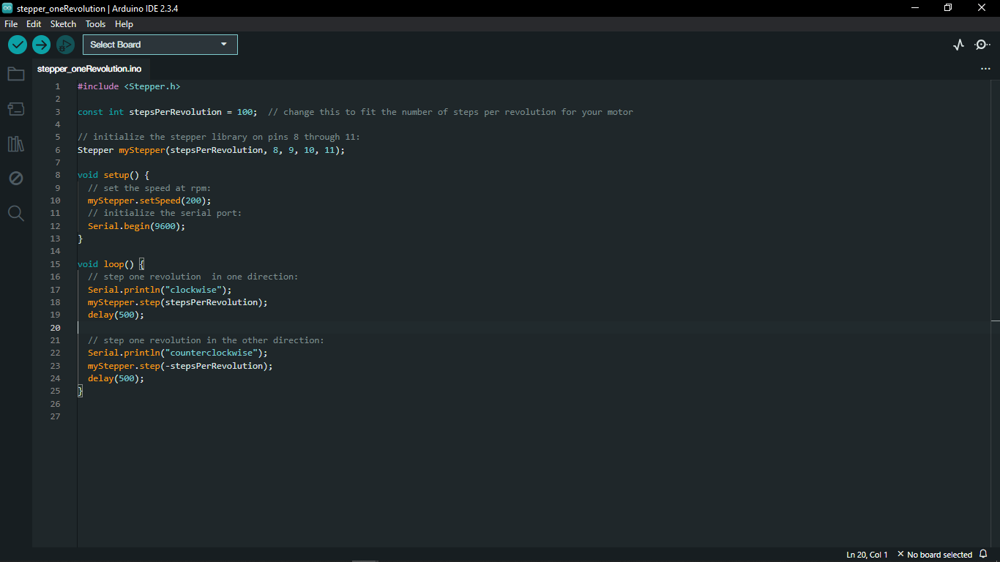 stepper_oneRevolution | Arduino IDE 2.3.4
File Edit Sketch Tools Help
Select Board
stepper_oneRevolution.ino
1 #include <Stepper.h>
2
3 const int stepsPerRevolution = 100;  // change this to fit the number of steps per revolution for your motor
4
5 // initialize the stepper library on pins 8 through 11:
6 Stepper myStepper(stepsPerRevolution, 8, 9, 10, 11);
7
8 void setup() {
9   // set the speed at rpm:
10   myStepper.setSpeed(200);
11   // initialize the serial port:
12   Serial.begin(9600);
13 }
14
15 void loop() {
16   // step one revolution  in one direction:
17   Serial.println("clockwise");
18   myStepper.step(stepsPerRevolution);
19   delay(500);
20
21   // step one revolution in the other direction:
22   Serial.println("counterclockwise");
23   myStepper.step(-stepsPerRevolution);
24   delay(500);
25 }
26
27
Ln 20, Col 1 × No board selected